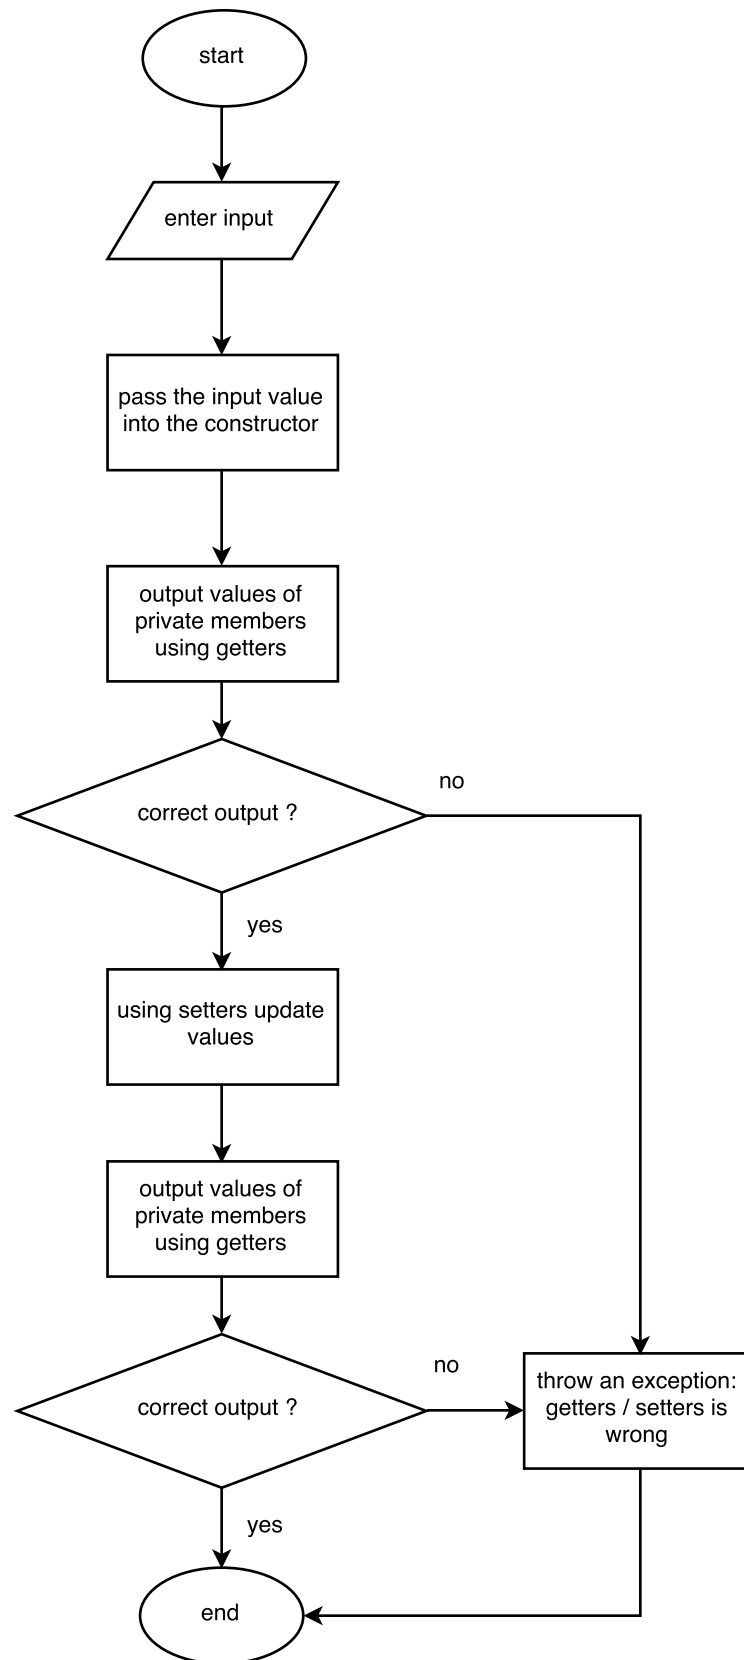 start
enter input
pass the input value
into the constructor
output values of
private members
using getters
correct output ?
no
yes
using setters update
values
output values of
private members
using getters
correct output ?
no
throw an exception:
getters / setters is
wrong
yes
end